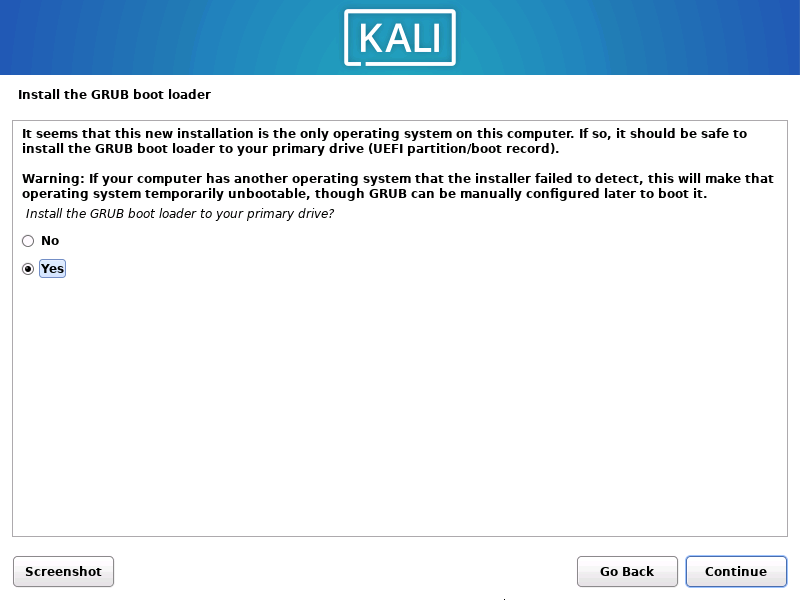 KALI
Install the GRUB boot loader
It seems that this new installation is the only operating system on this computer. If so, it should be safe to
install the GRUB boot loader to your primary drive (UEFI partition/boot record).
Warning: If your computer has another operating system that the installer failed to detect, this will make that
operating system temporarily unbootable, though GRUB can be manually configured later to boot it.
Install the GRUB boot loader to your primary drive?
No
Yes
Screenshot
Go Back
Continue